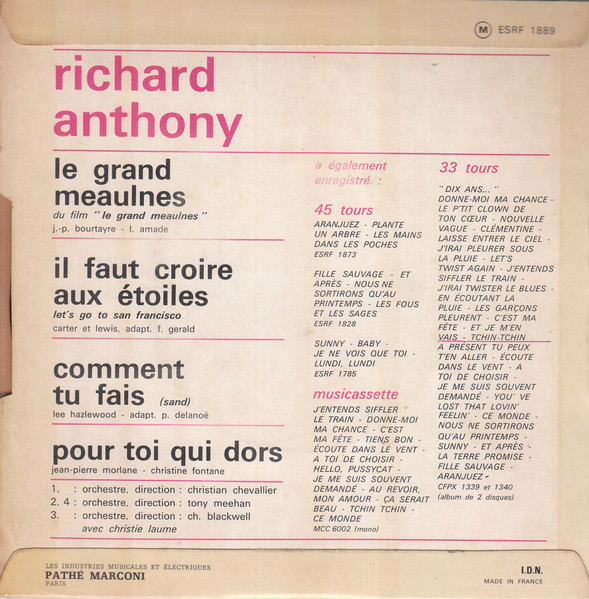 M ESRF 1889
richard
anthony
le grand
meaulnes
du film "le grand meaulnes"
j.-p. bourtayre - l. amade
il faut croire
aux étoiles
let's go to san francisco
carter et lewis, adapt. f. gerald
comment
tu fais (sand)
lee hazlewood - adapt. p. delanoë
pour toi qui dors
jean-pierre morlane - christine fontane
1. : orchestre, direction : christian chevallier
2. 4 : orchestre, direction : tony meehan
3. : orchestre, direction : ch. blackwell
avec christie laume
a également
enregistré :
45 tours
ARANJUEZ - PLANTE
UN ARBRE - LES MAINS
DANS LES POCHES
ESRF 1873
FILLE SAUVAGE - ET
APRÈS - NOUS NE
SORTIRONS QU'AU
PRINTEMPS - LES FOUS
ET LES SAGES
ESRF 1828
SUNNY - BABY -
JE NE VOIS QUE TOI -
LUNDI, LUNDI
ESRF 1785
musicassette
J'ENTENDS SIFFLER
LE TRAIN - DONNE-MOI
MA CHANCE - C'EST
MA FÊTE - TIENS BON -
ÉCOUTE DANS LE VENT -
A TOI DE CHOISIR -
HELLO, PUSSYCAT -
JE ME SUIS SOUVENT
DEMANDÉ - AU REVOIR,
MON AMOUR - ÇA SERAIT
BEAU - TCHIN TCHIN -
CE MONDE
MCC 6002 (mono)
33 tours
"DIX ANS..."
DONNE-MOI MA CHANCE -
LE P'TIT CLOWN DE
TON CŒUR - NOUVELLE
VAGUE - CLÉMENTINE -
LAISSE ENTRER LE CIEL -
J'IRAI PLEURER SOUS
LA PLUIE - LET'S
TWIST AGAIN - J'ENTENDS
SIFFLER LE TRAIN -
J'IRAI TWISTER LE BLUES -
EN ÉCOUTANT LA
PLUIE - LES GARÇONS
PLEURENT - C'EST MA
FÊTE - ET JE M'EN
VAIS - TCHIN-TCHIN
A PRÉSENT TU PEUX
T'EN ALLER - ÉCOUTE
DANS LE VENT - A
TOI DE CHOISIR -
JE ME SUIS SOUVENT
DEMANDÉ - YOU' VE
LOST THAT LOVIN'
FEELIN' - CE MONDE -
NOUS NE SORTIRONS
QU'AU PRINTEMPS -
SUNNY - ET APRÈS -
LA TERRE PROMISE -
FILLE SAUVAGE -
ARANJUEZ -
CFPX 1339 et 1340
(album de 2 disques)
LES INDUSTRIES MUSICALES ET ÉLECTRIQUES
PATHÉ MARCONI
PARIS
I.D.N.
MADE IN FRANCE